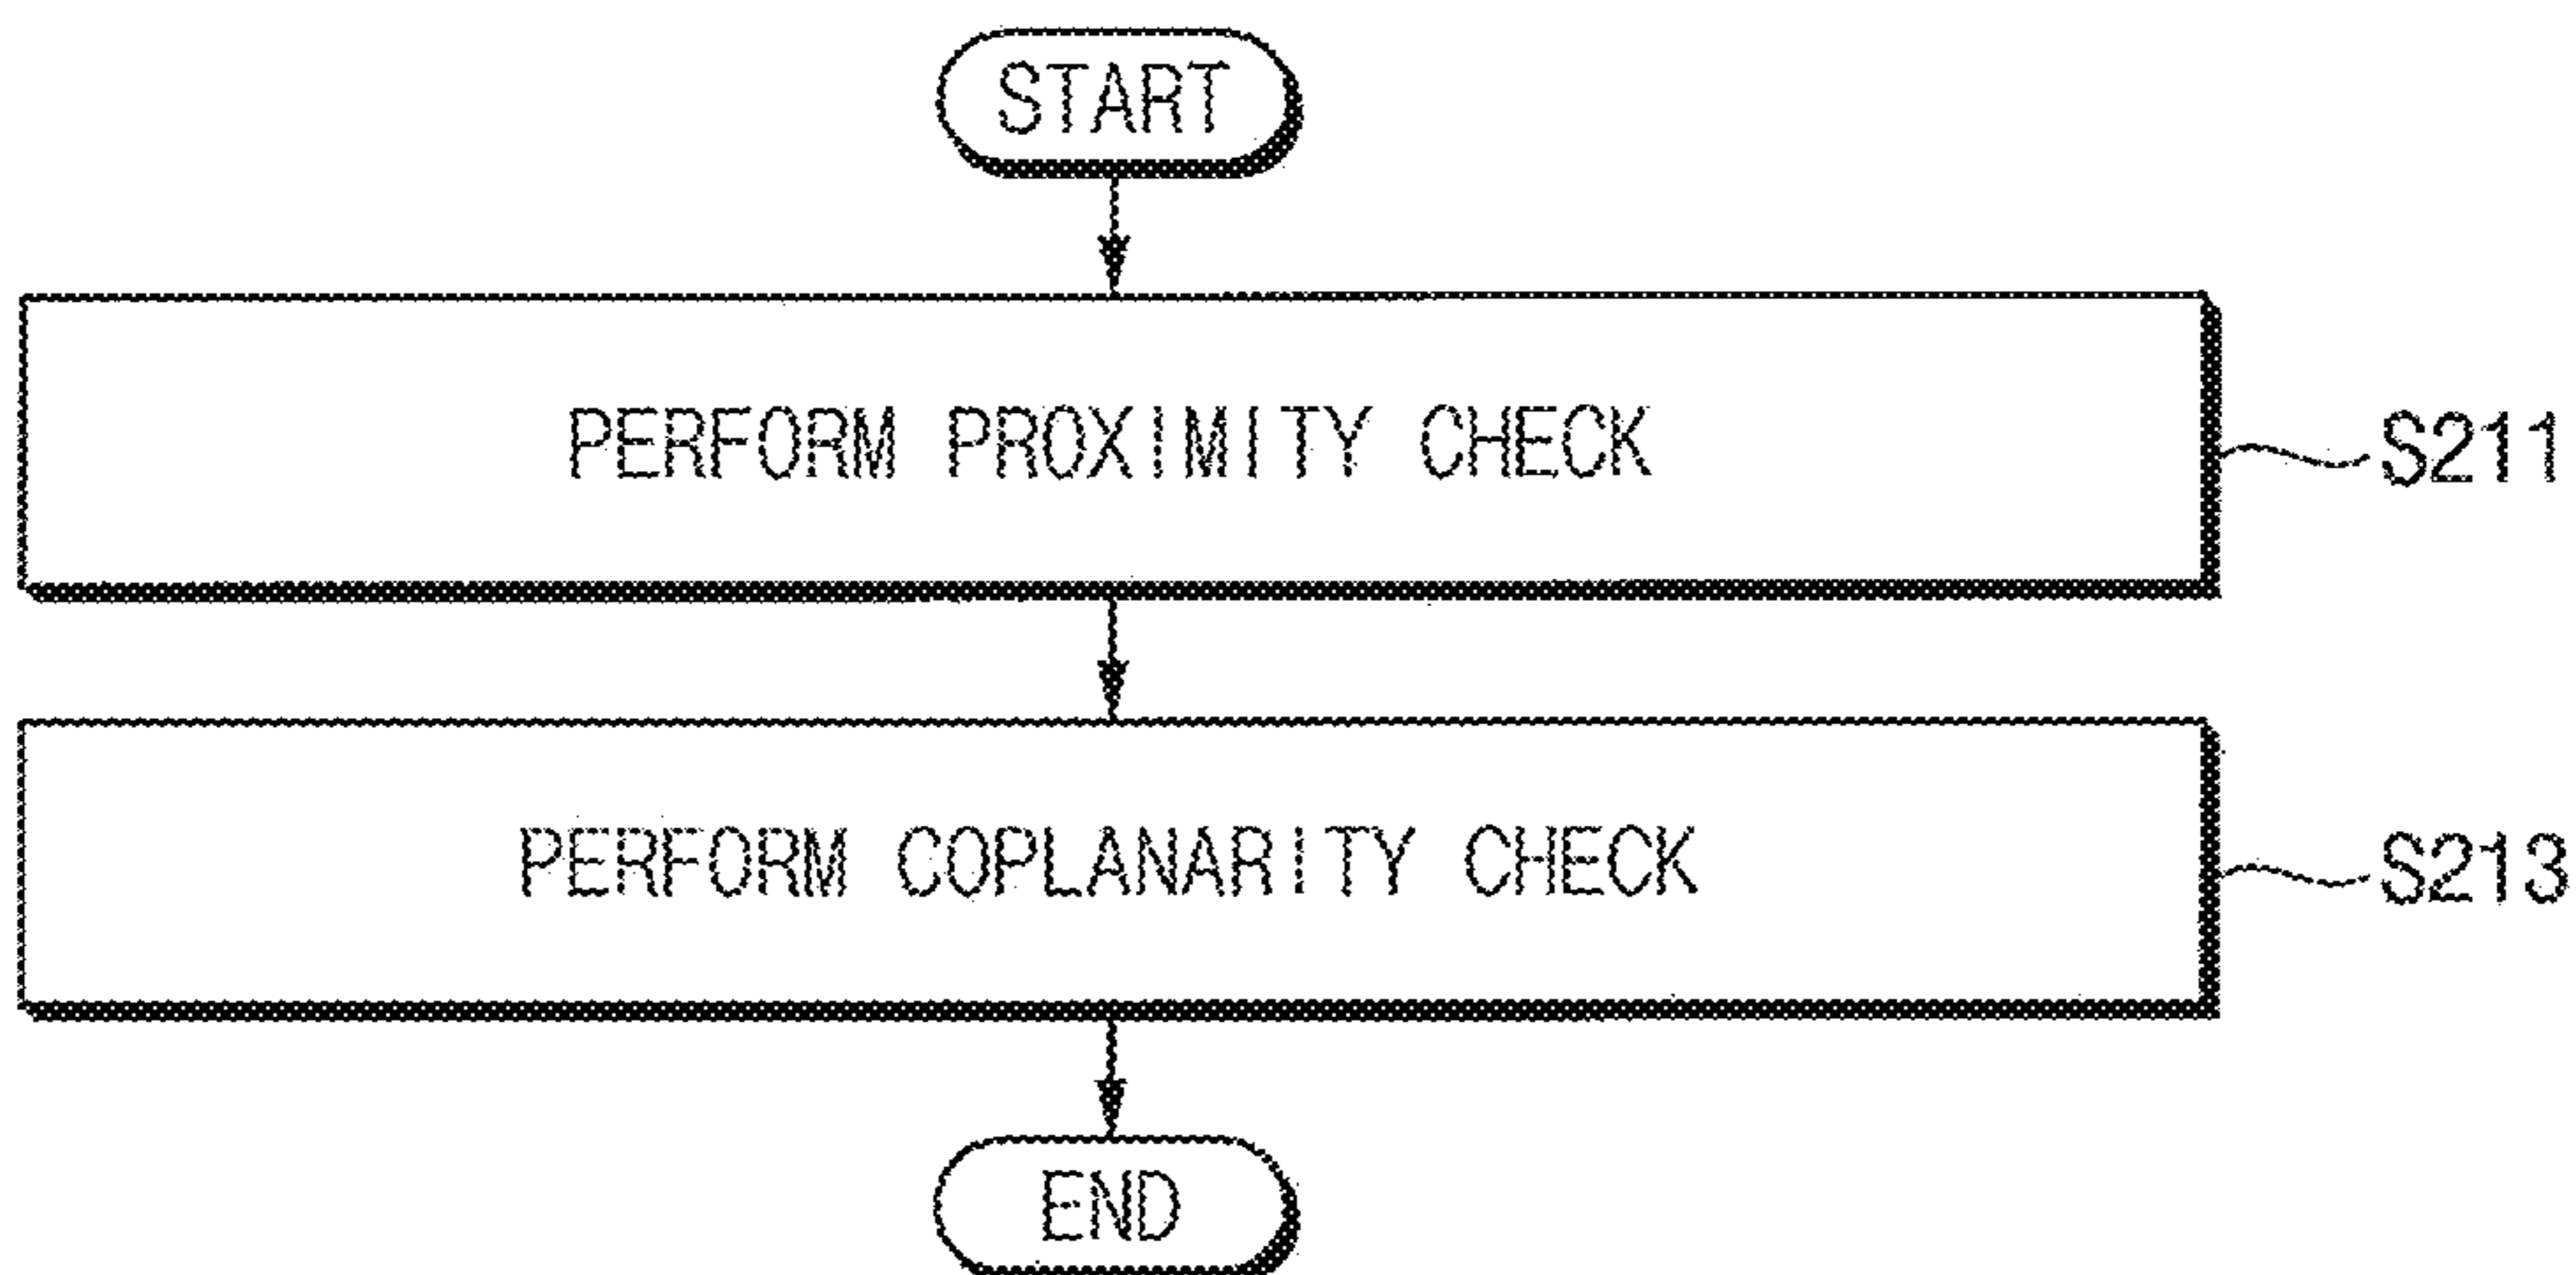 START
PERFORM PROXIMITY CHECK
S211
PERFORM COPLANARITY CHECK
S213
END